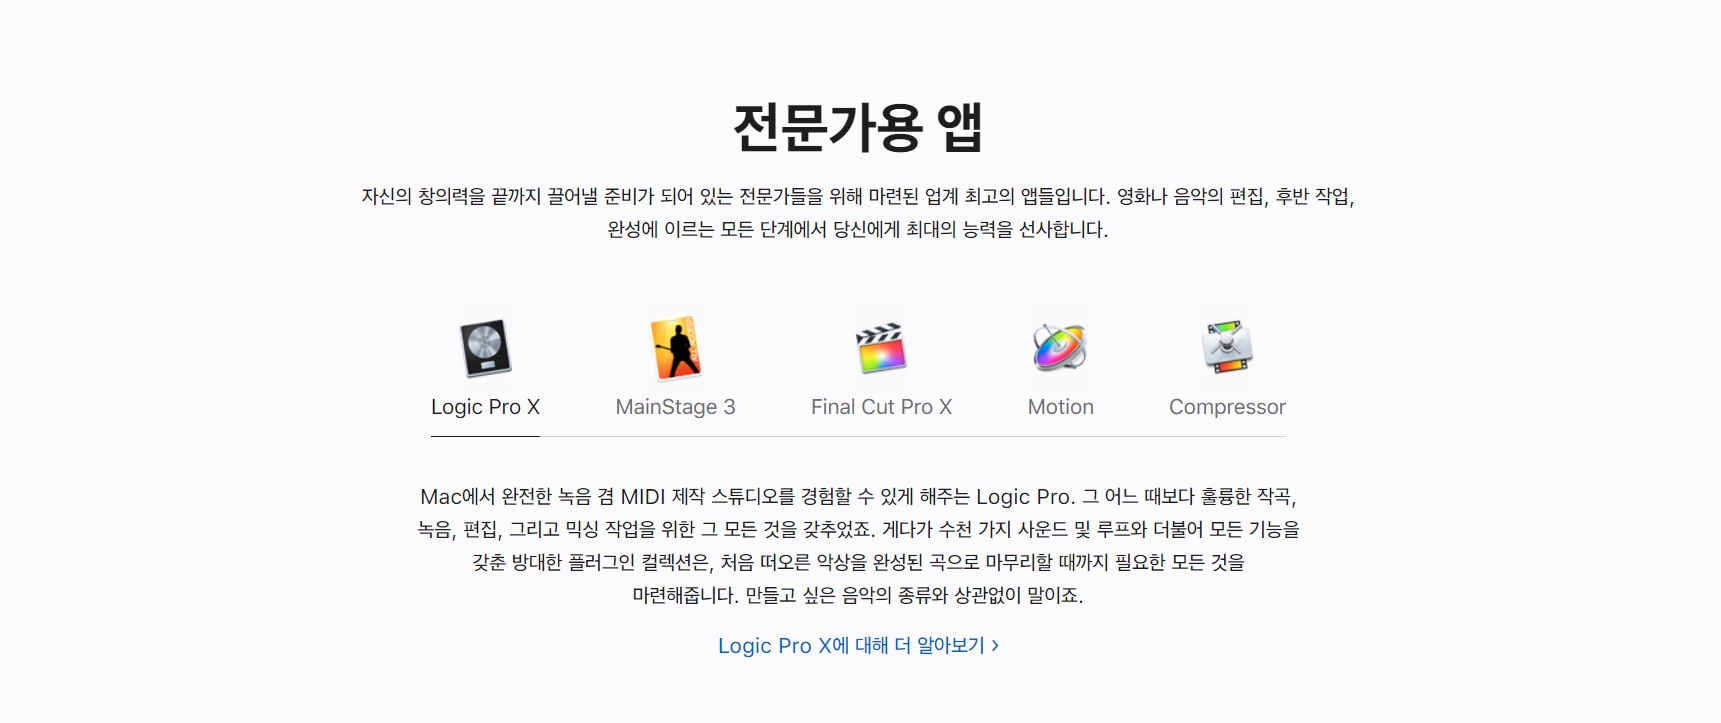 전문가용 앱
자신의 창의력을 끝까지 끌어낼 준비가 되어 있는 전문가들을 위해 마련된 업계 최고의 앱들입니다. 영화나 음악의 편집, 후반 작업,
완성에 이르는 모든 단계에서 당신에게 최대의 능력을 선사합니다.
Logic Pro X
MainStage 3
Final Cut Pro X
Motion
Compressor
Mac에서 완전한 녹음 겸 MIDI 제작 스튜디오를 경험할 수 있게 해주는 Logic Pro. 그 어느 때보다 훌륭한 작곡,
녹음, 편집, 그리고 믹싱 작업을 위한 그 모든 것을 갖추었죠. 게다가 수천 가지 사운드 및 루프와 더불어 모든 기능을
갖춘 방대한 플러그인 컬렉션은, 처음 떠오른 악상을 완성된 곡으로 마무리할 때까지 필요한 모든 것을
마련해줍니다. 만들고 싶은 음악의 종류와 상관없이 말이죠.
Logic Pro X에 대해 더 알아보기 >